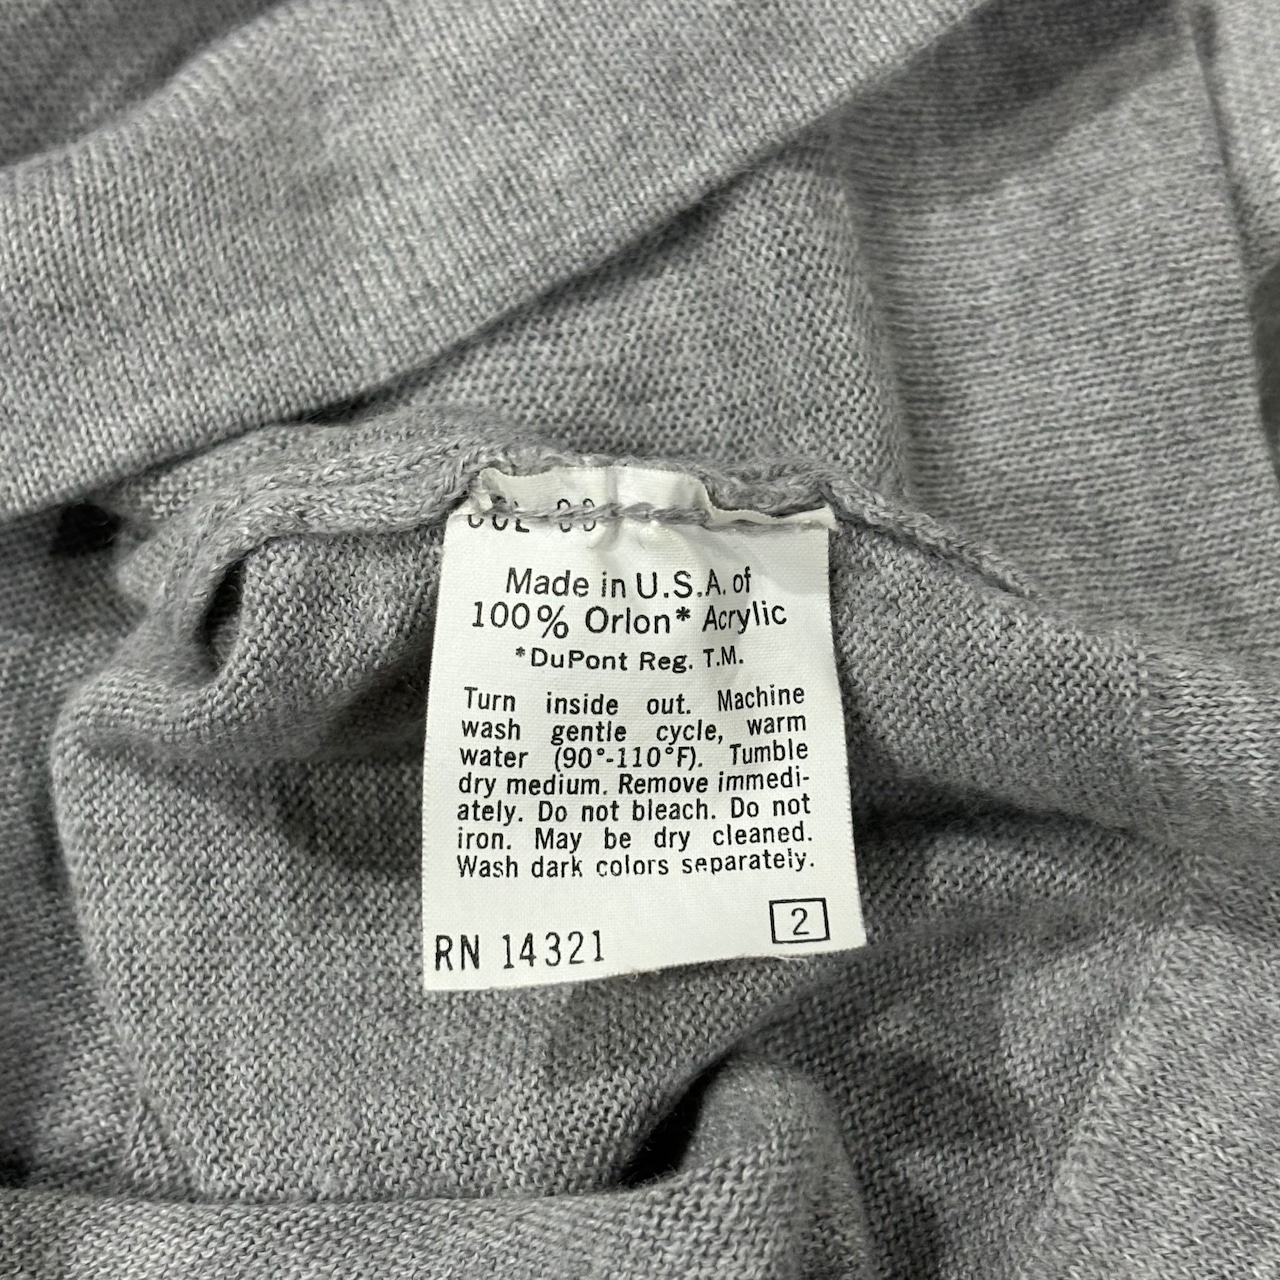 Made in U.S.A. of
100% Orlon* Acrylic
*DuPont Reg. T.M.
Turn inside out. Machine
wash gentle cycle, warm
water (90°-110°F). Tumble
dry medium. Remove immedi-
ately. Do not bleach. Do not
iron. May be dry cleaned.
Wash dark colors separately.
2
RN 14321